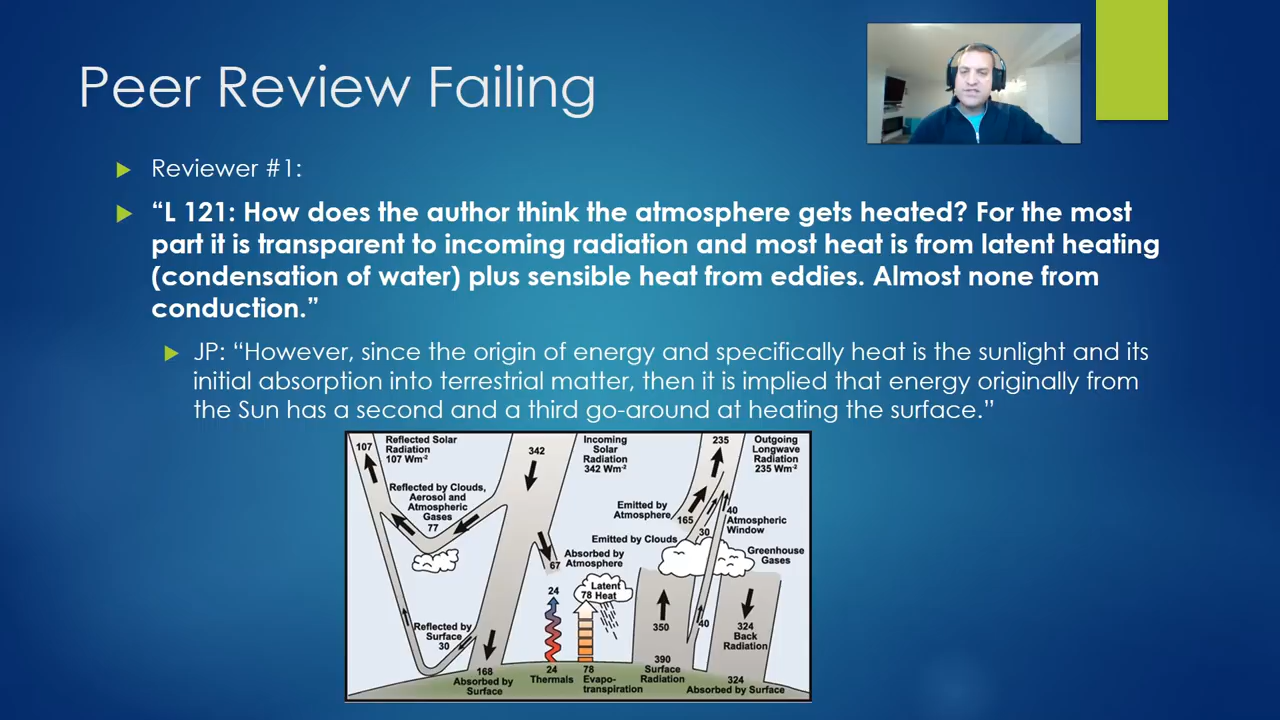 Peer Review Failing
Reviewer #1:
“L 121: How does the author think the atmosphere gets heated? For the most
part it is transparent to incoming radiation and most heat is from latent heating
(condensation of water) plus sensible heat from eddies. Almost none from
conduction.”
JP: “However, since the origin of energy and specifically heat is the sunlight and its
initial absorption into terrestrial matter, then it is implied that energy originally from
the Sun has a second and a third go-around at heating the surface.”
107
Reflected Solar
Radiation
107 Wm-2
342
Incoming
Solar
Radiation
342 Wm-2
235
Outgoing
Longwave
Radiation
235 Wm-2
Reflected by Clouds,
Aerosol and
Atmospheric
Gases
77
Emitted by
Atmosphere
165
Emitted by Clouds
30
40
Atmospheric
Window
Greenhouse
Gases
67
Absorbed by
Atmosphere
24
Latent
78 Heat
350
40
324
Back
Radiation
Reflected by
Surface
30
168
Absorbed by
Surface
24
Thermals
78
Evapo-
transpiration
390
Surface
Radiation
324
Absorbed by Surface